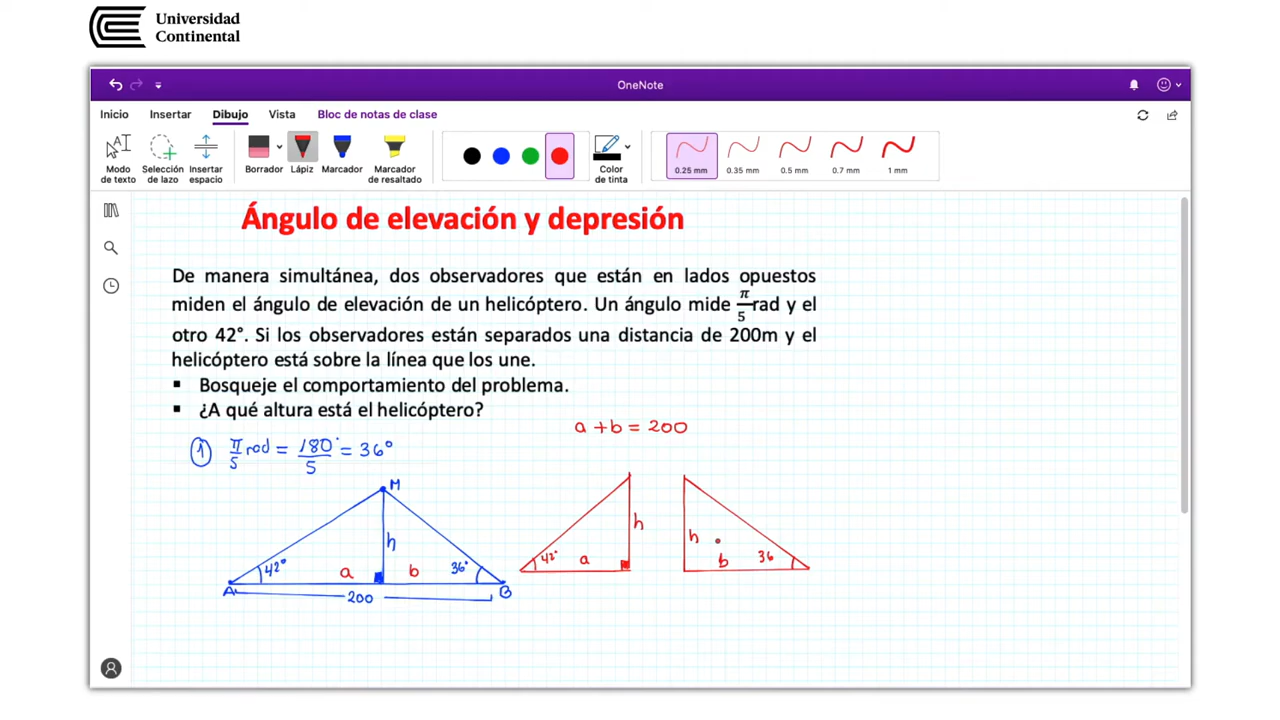 Universidad
Continental
OneNote
Inicio Insertar Dibujo Vista Bloc de notas de clase
Modo de texto
Selección de lazo
Insertar espacio
Borrador
Lápiz
Marcador
Marcador de resaltado
Color de tinta
0.25 mm 0.35 mm 0.5 mm 0.7 mm 1 mm
Ángulo de elevación y depresión
De manera simultánea, dos observadores que están en lados opuestos
miden el ángulo de elevación de un helicóptero. Un ángulo mide π/5 rad y el
otro 42°. Si los observadores están separados una distancia de 200m y el
helicóptero está sobre la línea que los une.
▪ Bosqueje el comportamiento del problema.
▪ ¿A qué altura está el helicóptero?
a + b = 200
1 π/5 rad = 180°/5 = 36°
M
h
42° a b 36°
A B
200
h
42° a
h
b 36